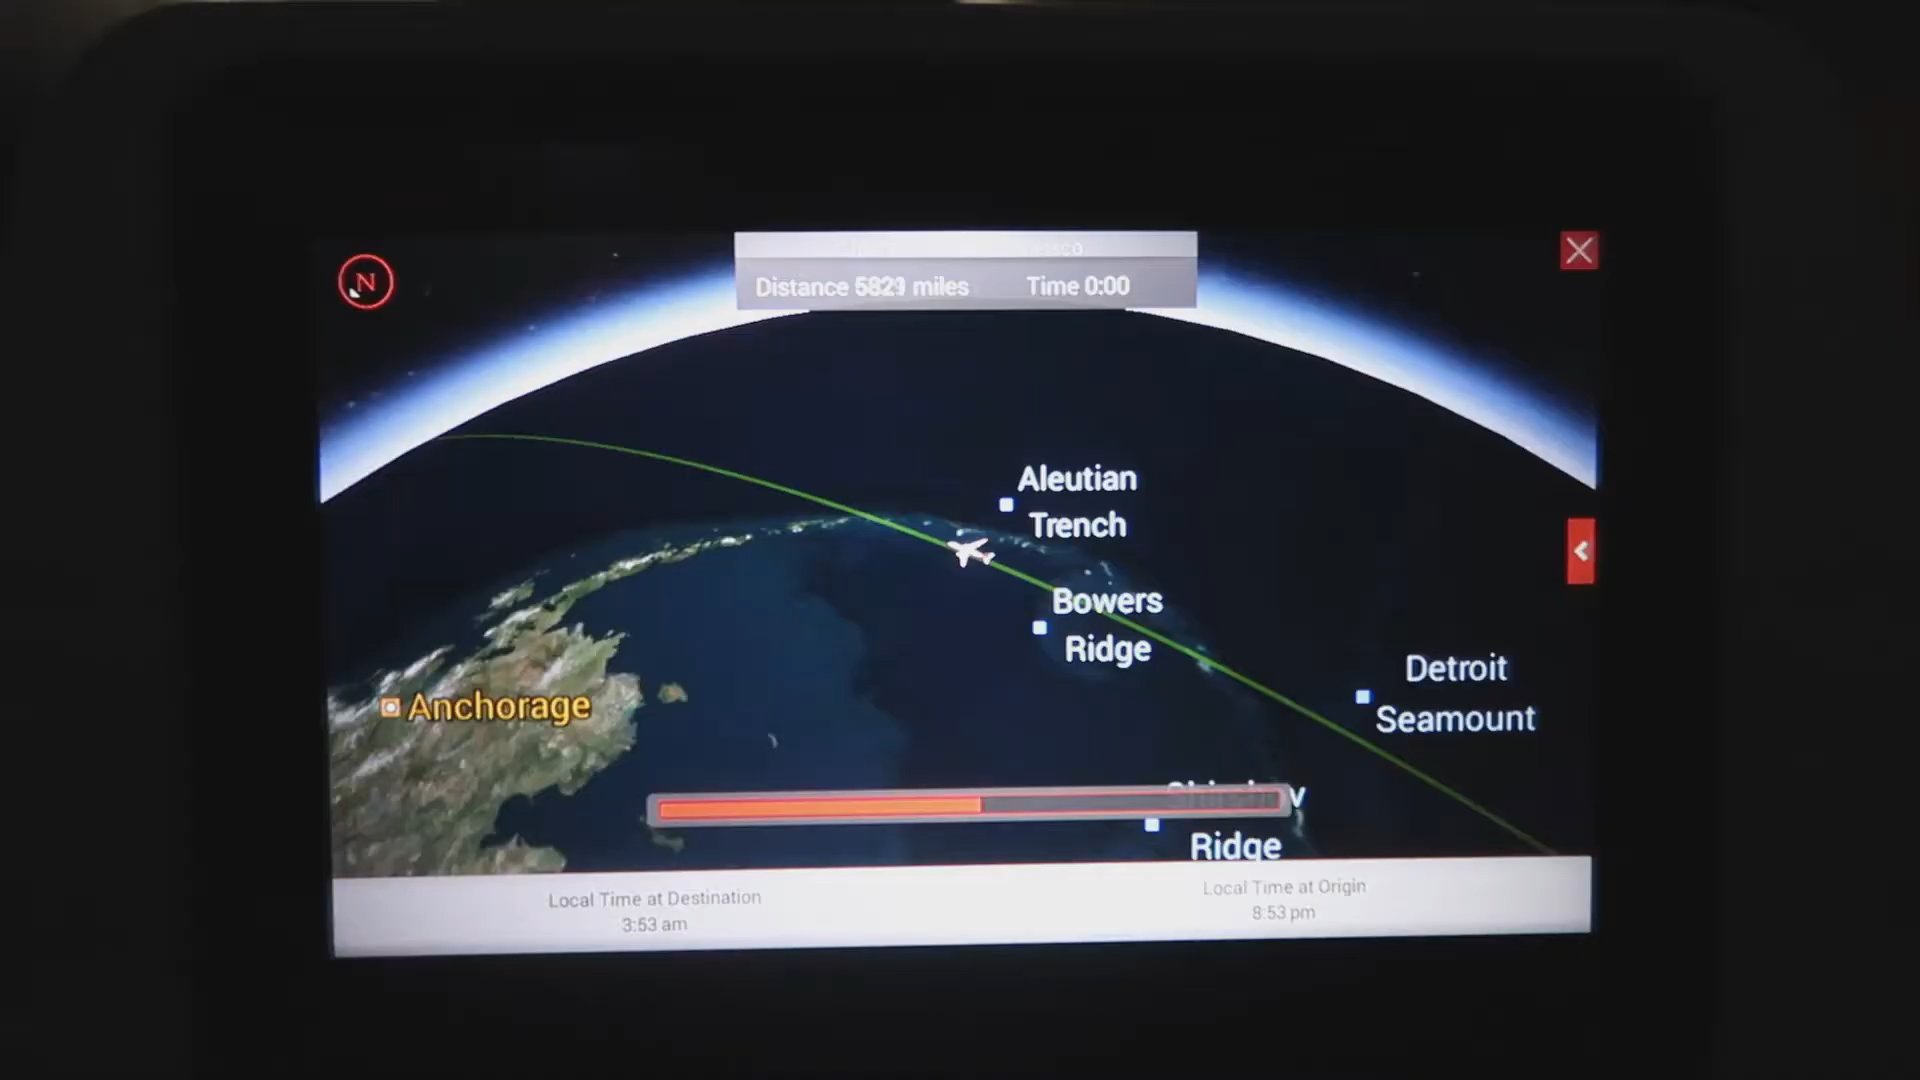 N
Distance miles
Time 0:00
Aleutian
Trench
Bowers
Ridge
Anchorage
Detroit
Seamount
Ridge
Local Time at Destination
3:53 am
Local Time at Origin
8:53 pm